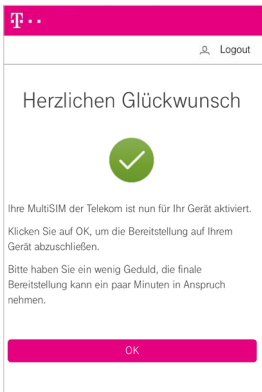 T
Logout
Herzlichen Glückwunsch
Ihre MultiSIM der Telekom ist nun für Ihr Gerät aktiviert.
Klicken Sie auf OK, um die Bereitstellung auf Ihrem
Gerät abzuschließen.
Bitte haben Sie ein wenig Geduld, die finale
Bereitstellung kann ein paar Minuten in Anspruch
nehmen.
OK